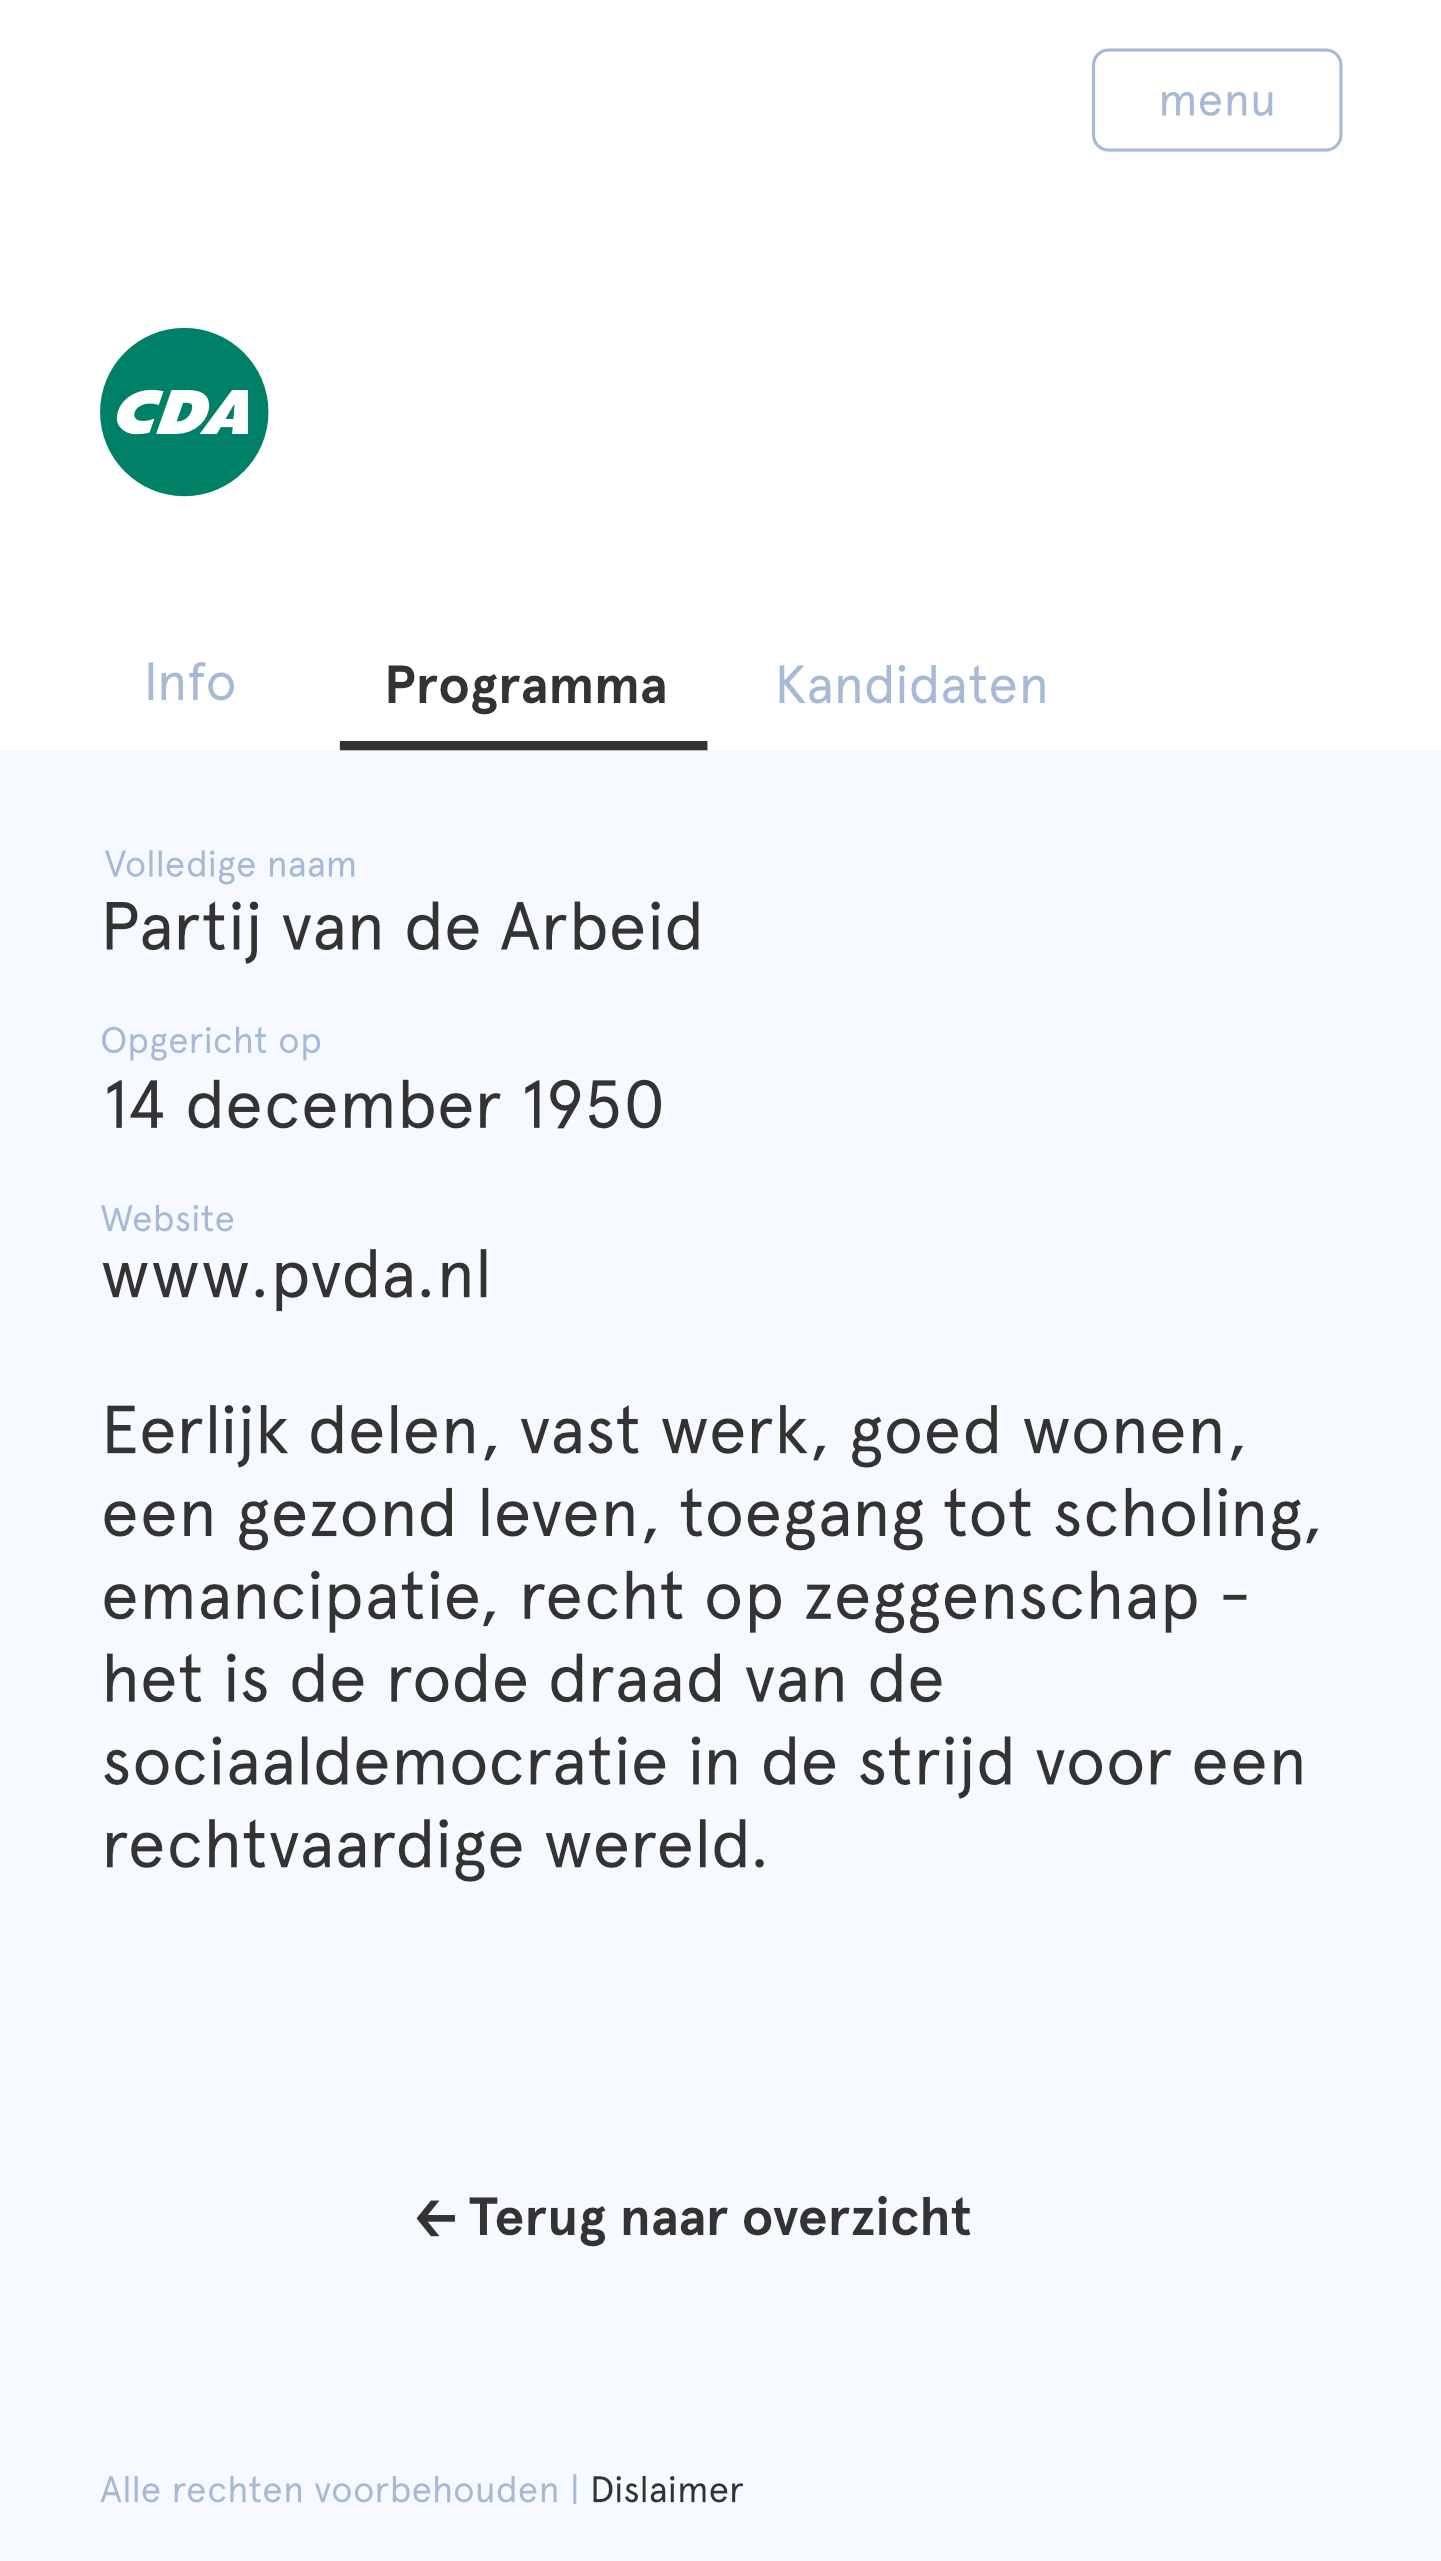 menu
CDA
Info Programma Kandidaten
Volledige naam
Partij van de Arbeid
Opgericht op
14 december 1950
Website
www.pvda.nl
Eerlijk delen, vast werk, goed wonen,
een gezond leven, toegang tot scholing,
emancipatie, recht op zeggenschap –
het is de rode draad van de
sociaaldemocratie in de strijd voor een
rechtvaardige wereld.
← Terug naar overzicht
Alle rechten voorbehouden | Dislaimer